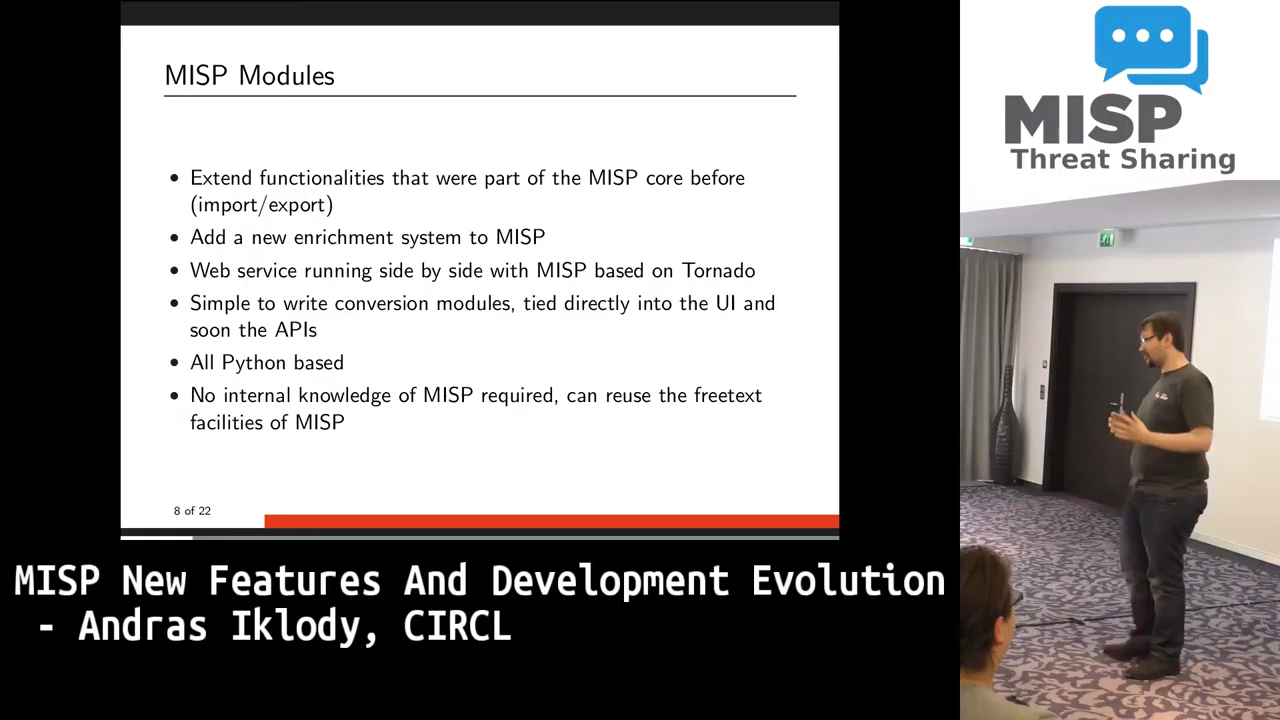 MISP Modules
• Extend functionalities that were part of the MISP core before
(import/export)
• Add a new enrichment system to MISP
• Web service running side by side with MISP based on Tornado
• Simple to write conversion modules, tied directly into the UI and
soon the APIs
• All Python based
• No internal knowledge of MISP required, can reuse the freetext
facilities of MISP
8 of 22
MISP
Threat Sharing
MISP New Features And Development Evolution
- Andras Iklody, CIRCL